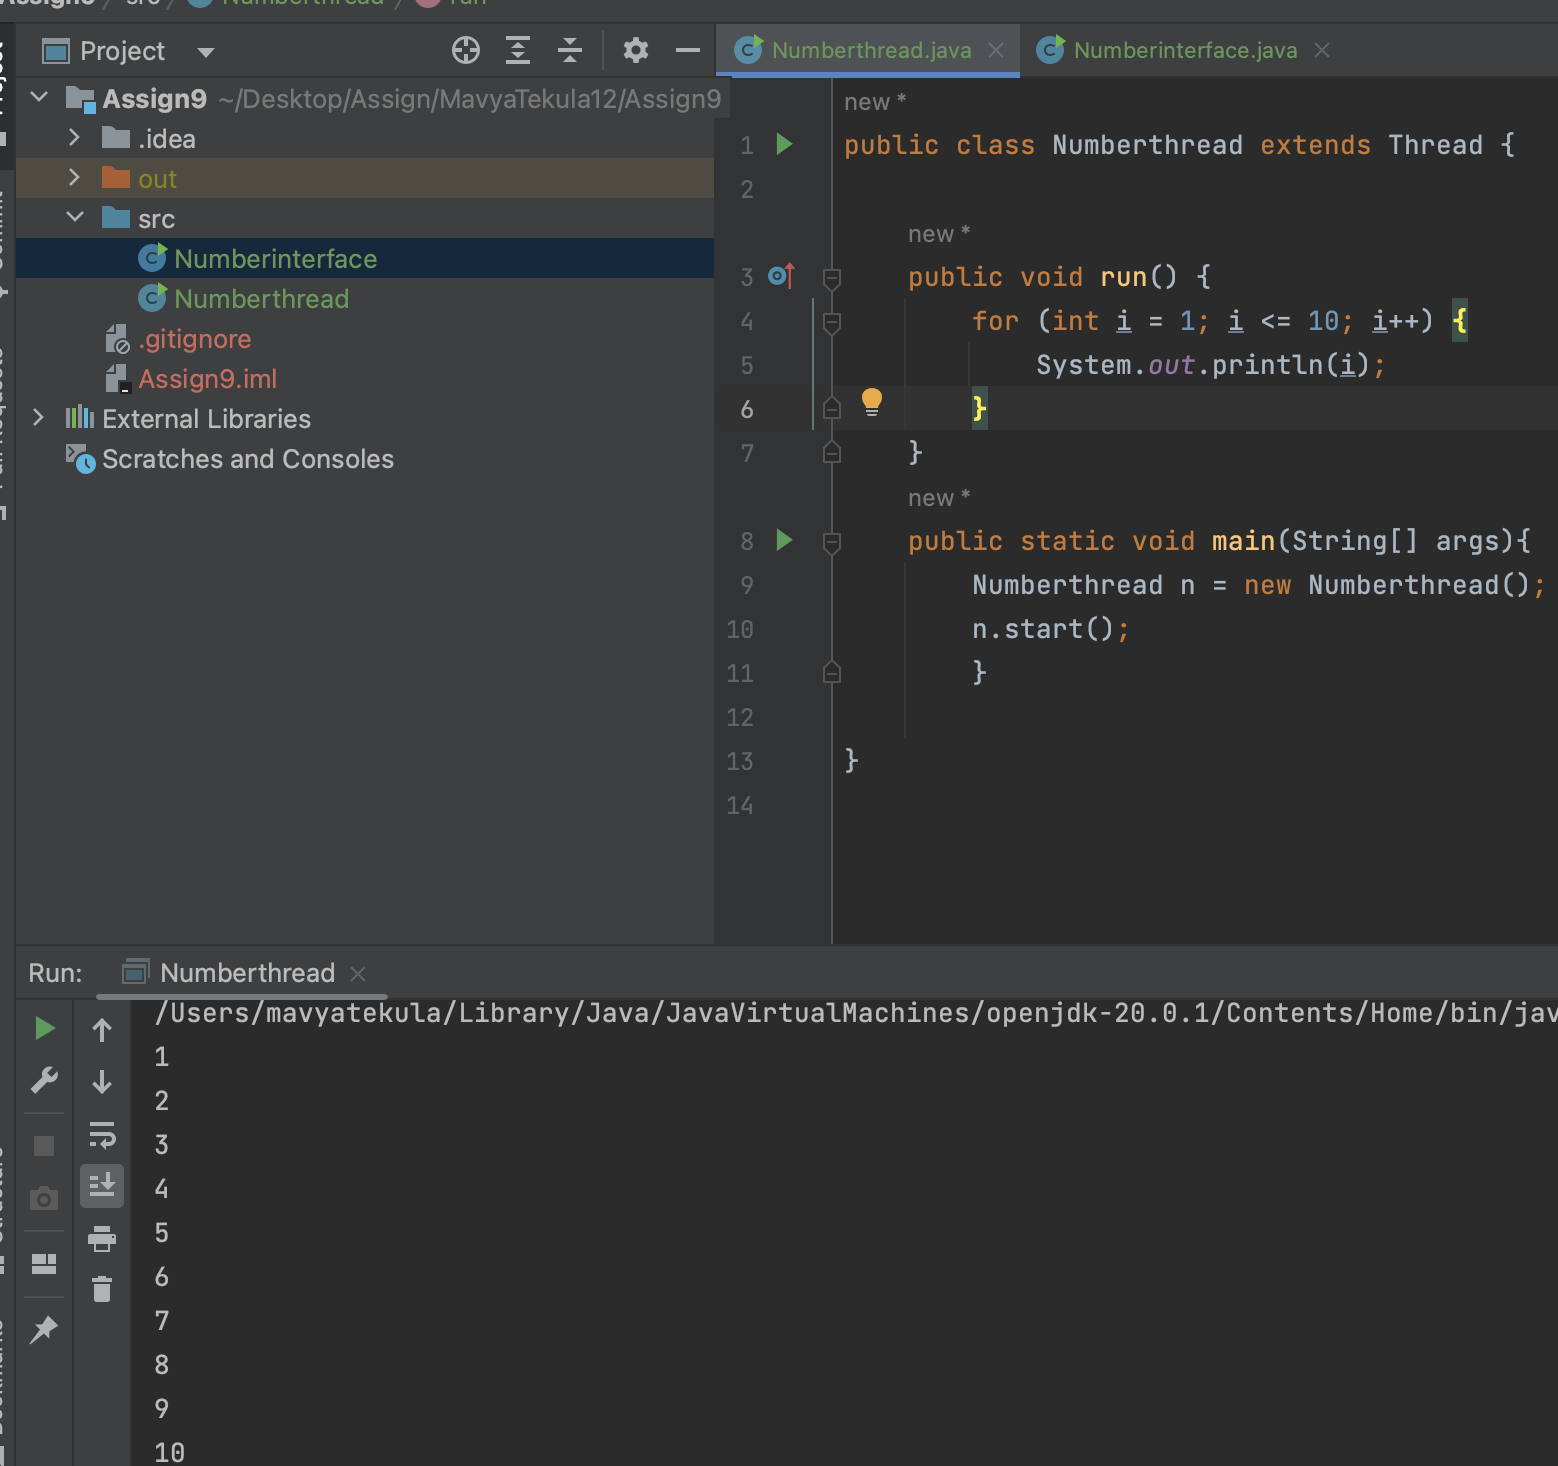 Project
Numberthread.java
Numberinterface.java
Assign9 ~/Desktop/Assign/MavyaTekula12/Assign9
.idea
out
src
Numberinterface
Numberthread
.gitignore
Assign9.iml
External Libraries
Scratches and Consoles
new *
1 public class Numberthread extends Thread {
2
new *
3 public void run() {
4 for (int i = 1; i <= 10; i++) {
5 System.out.println(i);
6 }
7 }
new *
8 public static void main(String[] args){
9 Numberthread n = new Numberthread();
10 n.start();
11 }
12
13 }
14
Run: Numberthread
/Users/mavyatekula/Library/Java/JavaVirtualMachines/openjdk-20.0.1/Contents/Home/bin/jav
1
2
3
4
5
6
7
8
9
10